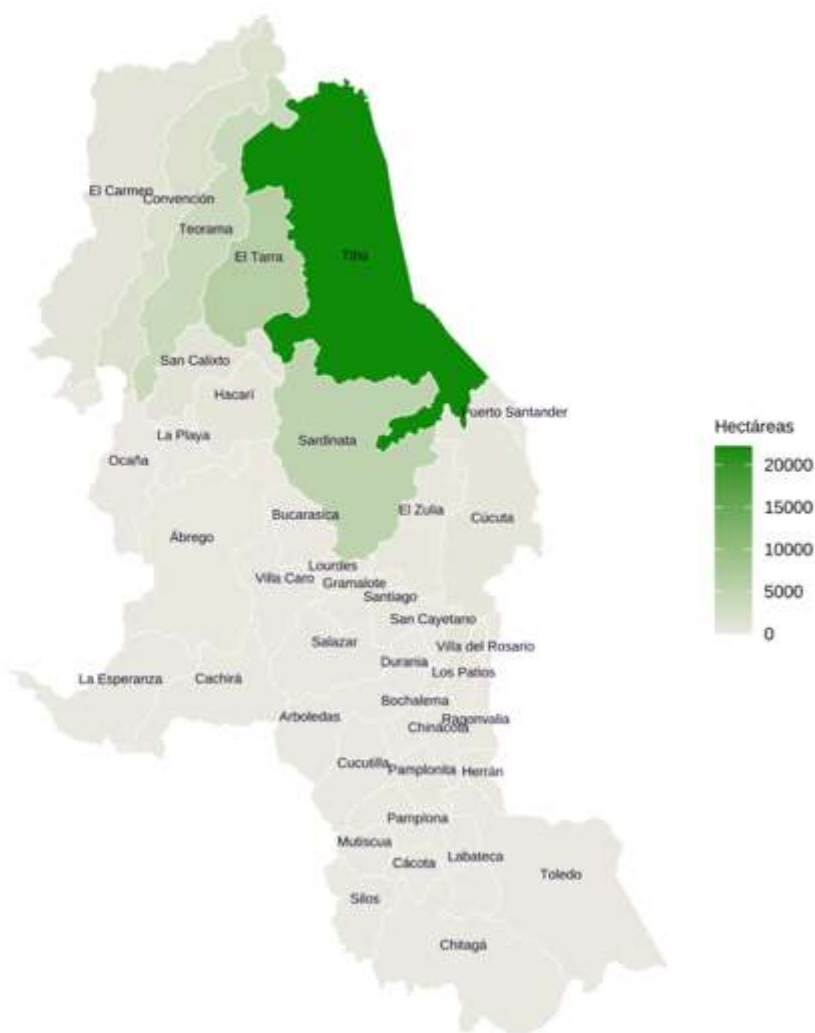 El Carmen
Convención
Teorama
El Tarra
Tibú
San Calixto
Hacarí
Puerto Santander
La Playa
Sardinata
Ocaña
Hectáreas
20000
15000
10000
5000
0
Bucarasica
El Zulia
Cúcuta
Ábrego
Lourdes
Villa Caro
Gramalote
Santiago
San Cayetano
Salazar
Villa del Rosario
Durania
Los Patios
La Esperanza
Cachirá
Bochalema
Arboledas
Ragonvalia
Chinácota
Cucutilla
Pamplonita
Herrán
Pamplona
Mutiscua
Cácota
Labateca
Toledo
Silos
Chitagá